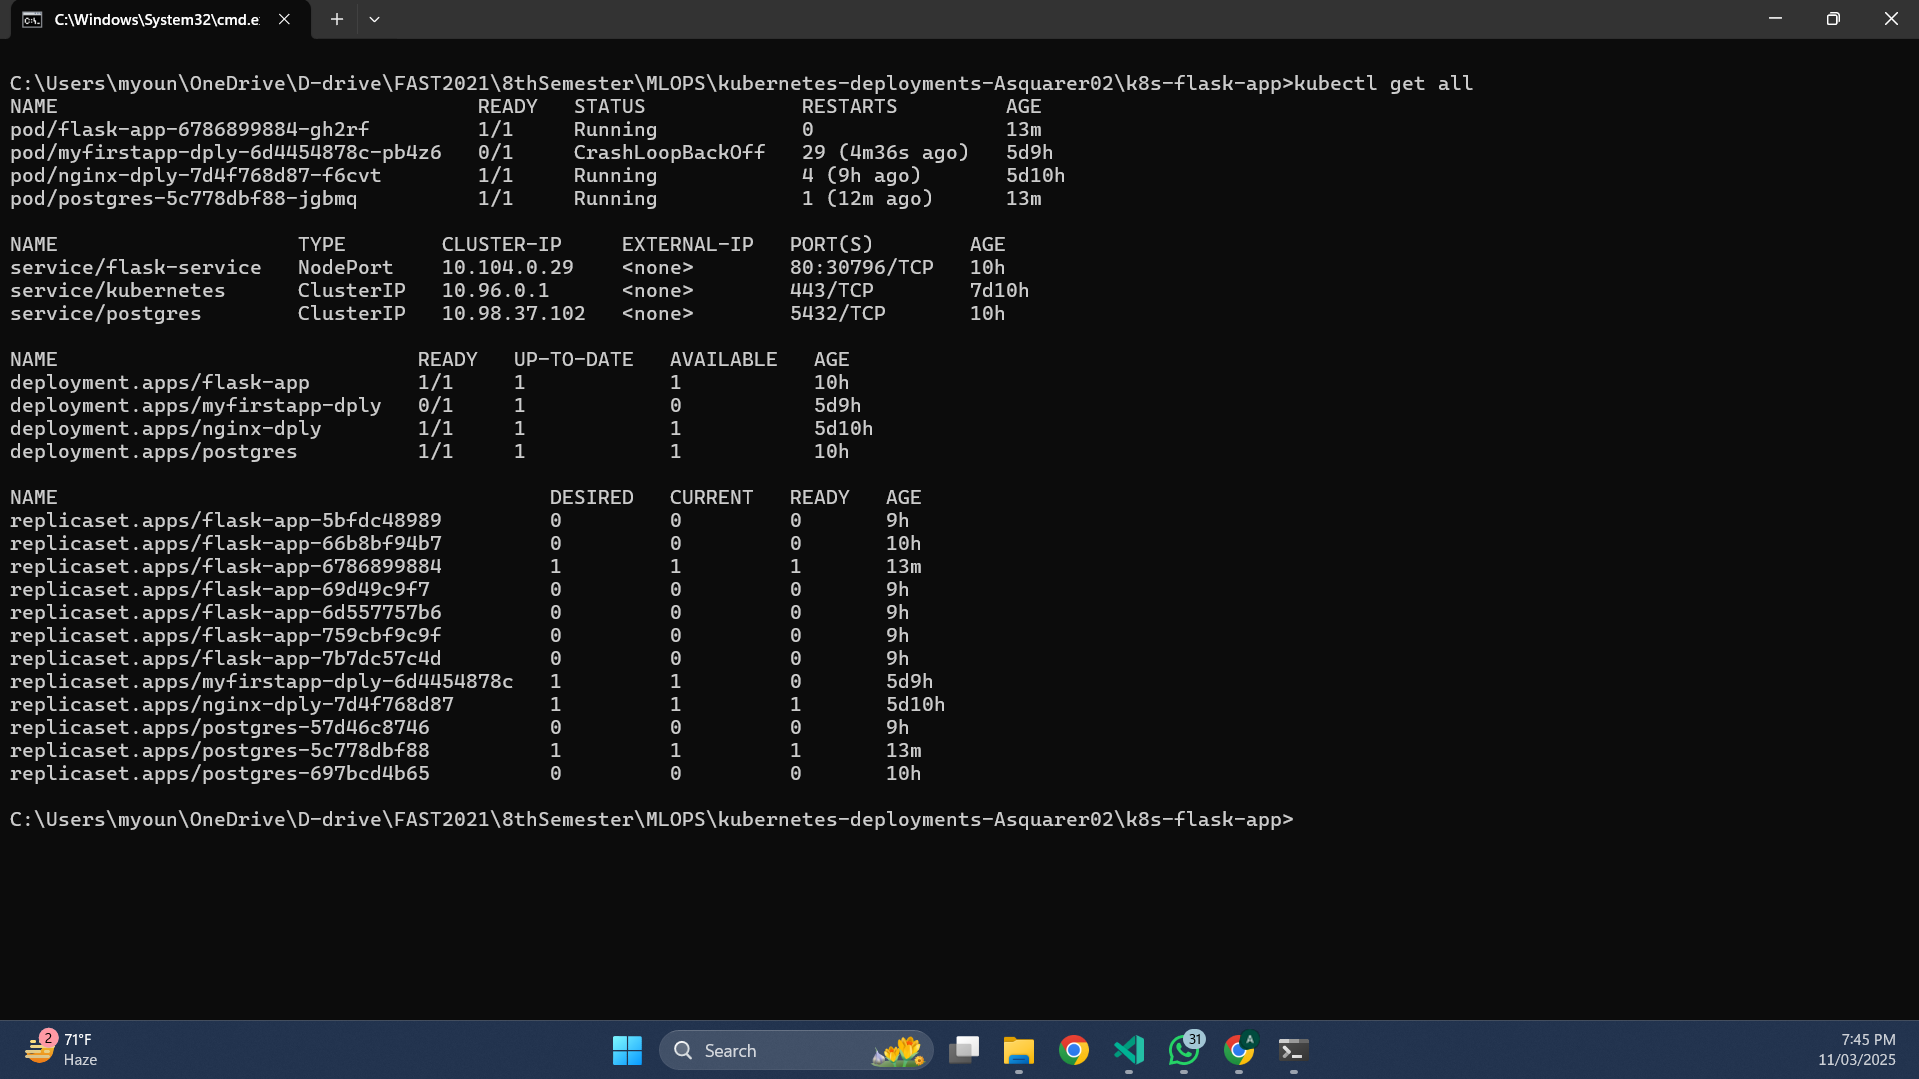 C:\Windows\System32\cmd.e
C:\Users\myoun\OneDrive\D-drive\FAST2021\8thSemester\MLOPS\kubernetes-deployments-Asquarer02\k8s-flask-app>kubectl get all
NAME READY STATUS RESTARTS AGE
pod/flask-app-6786899884-gh2rf 1/1 Running 0 13m
pod/myfirstapp-dply-6d4454878c-pb4z6 0/1 CrashLoopBackOff 29 (4m36s ago) 5d9h
pod/nginx-dply-7d4f768d87-f6cvt 1/1 Running 4 (9h ago) 5d10h
pod/postgres-5c778dbf88-jgbmq 1/1 Running 1 (12m ago) 13m
NAME TYPE CLUSTER-IP EXTERNAL-IP PORT(S) AGE
service/flask-service NodePort 10.104.0.29 <none> 80:30796/TCP 10h
service/kubernetes ClusterIP 10.96.0.1 <none> 443/TCP 7d10h
service/postgres ClusterIP 10.98.37.102 <none> 5432/TCP 10h
NAME READY UP-TO-DATE AVAILABLE AGE
deployment.apps/flask-app 1/1 1 1 10h
deployment.apps/myfirstapp-dply 0/1 1 0 5d9h
deployment.apps/nginx-dply 1/1 1 1 5d10h
deployment.apps/postgres 1/1 1 1 10h
NAME DESIRED CURRENT READY AGE
replicaset.apps/flask-app-5bfdc48989 0 0 0 9h
replicaset.apps/flask-app-66b8bf94b7 0 0 0 10h
replicaset.apps/flask-app-6786899884 1 1 1 13m
replicaset.apps/flask-app-69d49c9f7 0 0 0 9h
replicaset.apps/flask-app-6d557757b6 0 0 0 9h
replicaset.apps/flask-app-759cbf9c9f 0 0 0 9h
replicaset.apps/flask-app-7b7dc57c4d 0 0 0 9h
replicaset.apps/myfirstapp-dply-6d4454878c 1 1 0 5d9h
replicaset.apps/nginx-dply-7d4f768d87 1 1 1 5d10h
replicaset.apps/postgres-57d46c8746 0 0 0 9h
replicaset.apps/postgres-5c778dbf88 1 1 1 13m
replicaset.apps/postgres-697bcd4b65 0 0 0 10h
C:\Users\myoun\OneDrive\D-drive\FAST2021\8thSemester\MLOPS\kubernetes-deployments-Asquarer02\k8s-flask-app>
2 71°F
Haze
Search
31
A
7:45 PM
11/03/2025